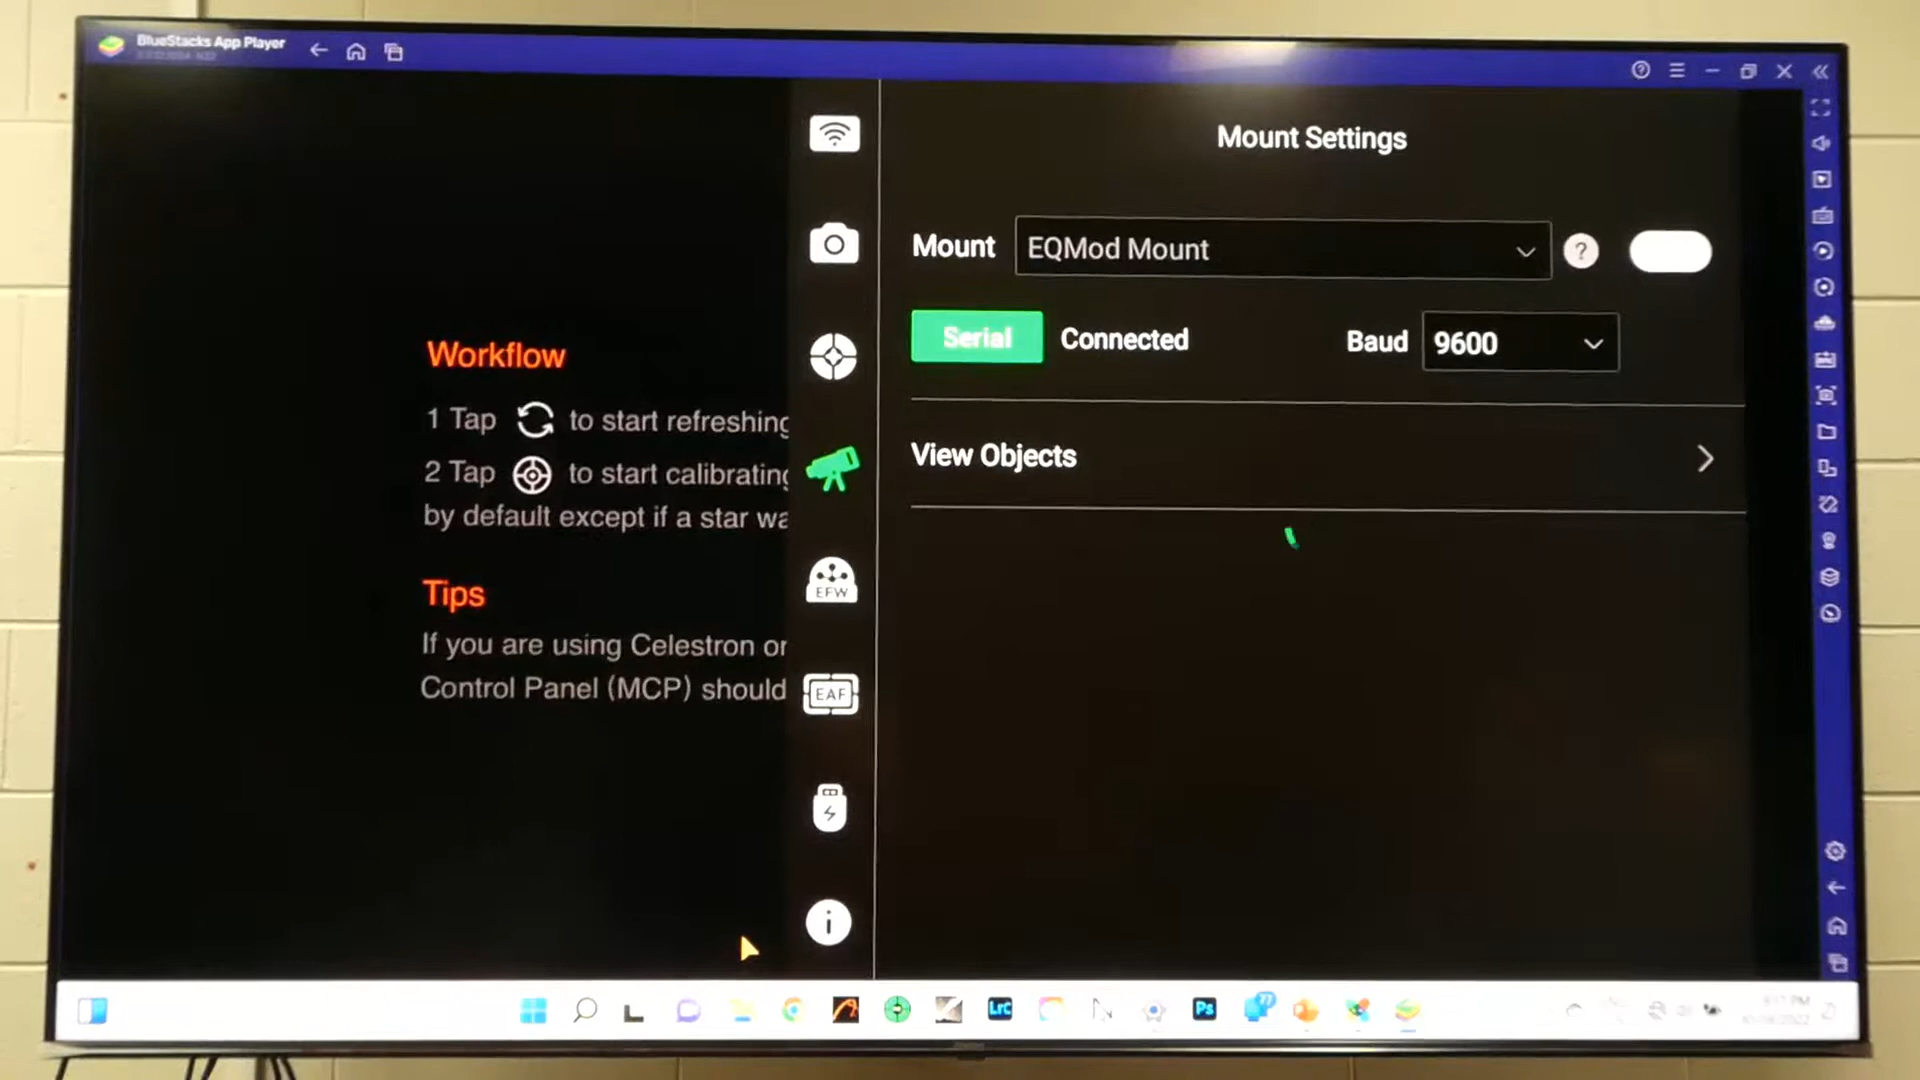 BlueStacks App Player
Mount Settings
Mount
EQMod Mount
?
Serial
Connected
Baud
9600
View Objects
Workflow
1 Tap to start refreshing
2 Tap to start calibrating
by default except if a star wa
Tips
If you are using Celestron or
Control Panel (MCP) should
EFW
EAF
i
LrC
Ps
77